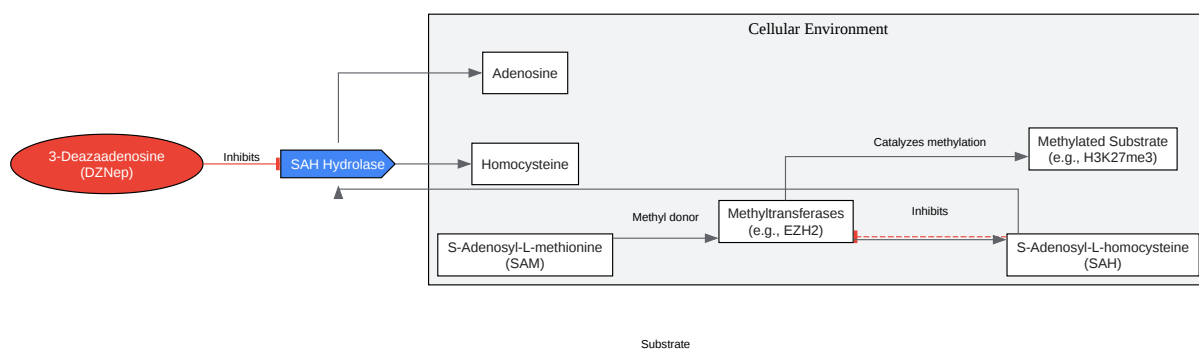 Cellular Environment
Adenosine
3-Deazaadenosine
(DZNep)
Inhibits
SAH Hydrolase
Homocysteine
Catalyzes methylation
Methylated Substrate
(e.g., H3K27me3)
Methyl donor
Methyltransferases
(e.g., EZH2)
Inhibits
S-Adenosyl-L-methionine
(SAM)
S-Adenosyl-L-homocysteine
(SAH)
Substrate